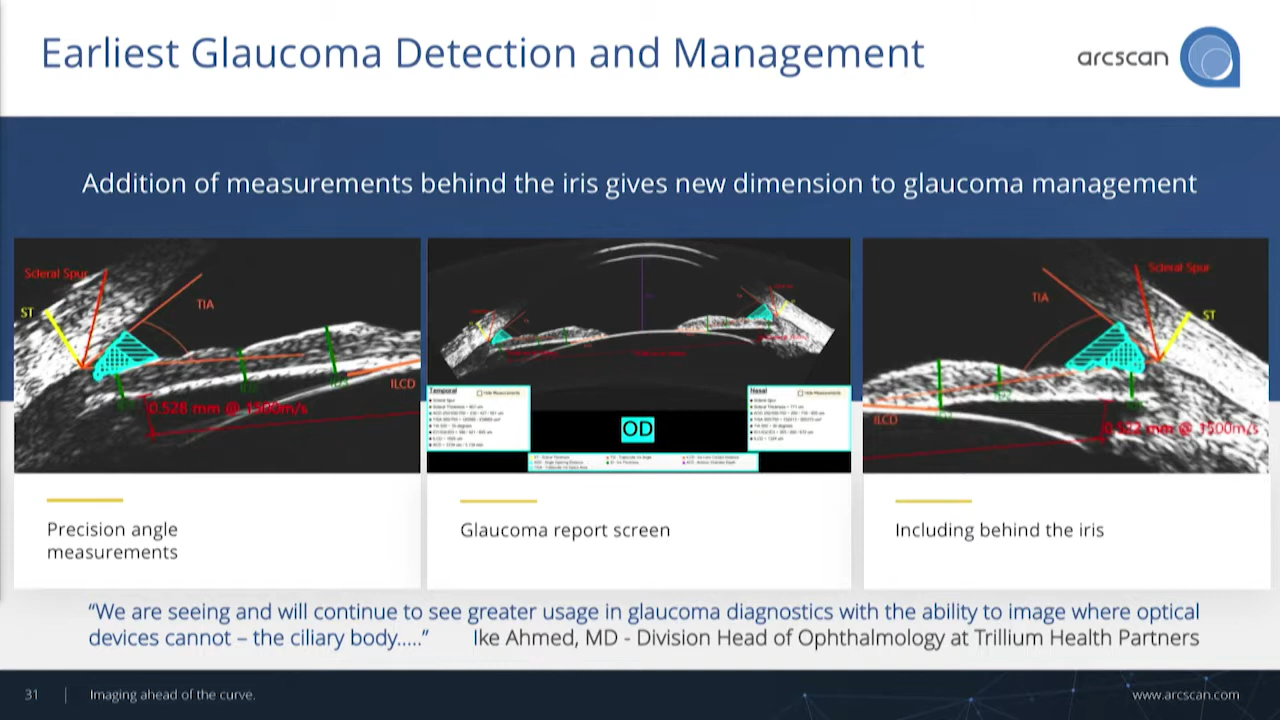 Earliest Glaucoma Detection and Management
arcscan
Addition of measurements behind the iris gives new dimension to glaucoma management
Scleral Spur
TIA
ST
ILCD
0.528 mm @ 1500m/s
Temporal
Nasal
OD
Scleral Spur
TIA
ST
ILCD
mm @ 1500m/s
Precision angle
measurements
Glaucoma report screen
Including behind the iris
“We are seeing and will continue to see greater usage in glaucoma diagnostics with the ability to image where optical
devices cannot – the ciliary body.....” Ike Ahmed, MD - Division Head of Ophthalmology at Trillium Health Partners
31
Imaging ahead of the curve.
www.arcscan.com